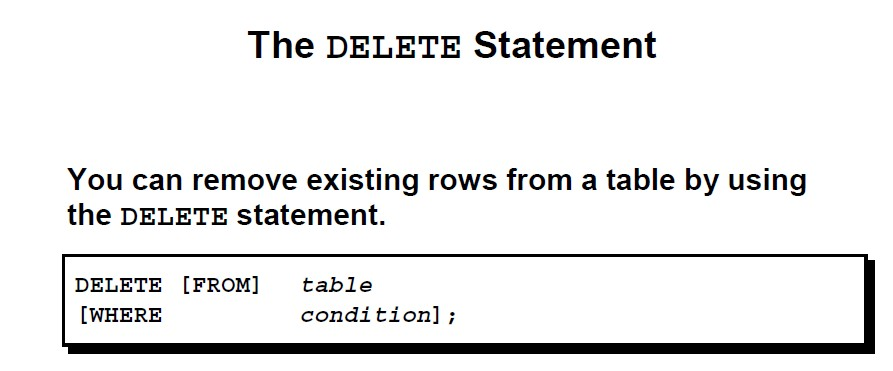 The DELETE Statement
You can remove existing rows from a table by using
the DELETE statement.
DELETE [FROM] table
[WHERE condition];